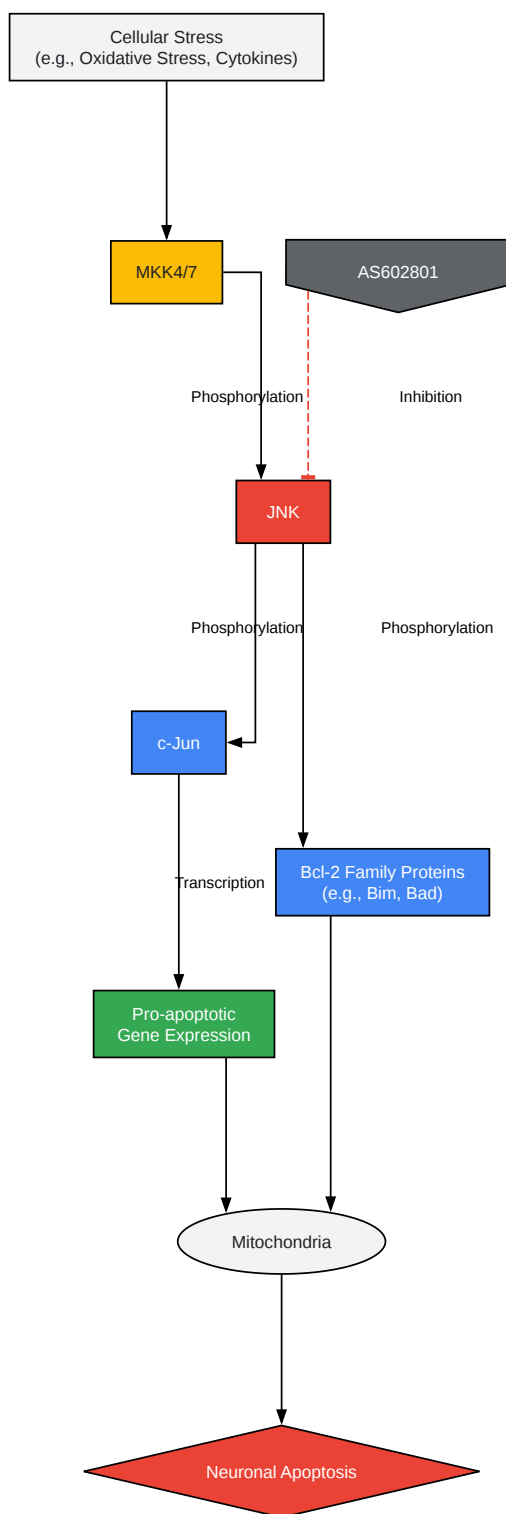 Cellular Stress
(e.g., Oxidative Stress, Cytokines)
MKK4/7
AS602801
Phosphorylation
Inhibition
JNK
Phosphorylation
Phosphorylation
c-Jun
Bcl-2 Family Proteins
(e.g., Bim, Bad)
Transcription
Pro-apoptotic
Gene Expression
Mitochondria
Neuronal Apoptosis